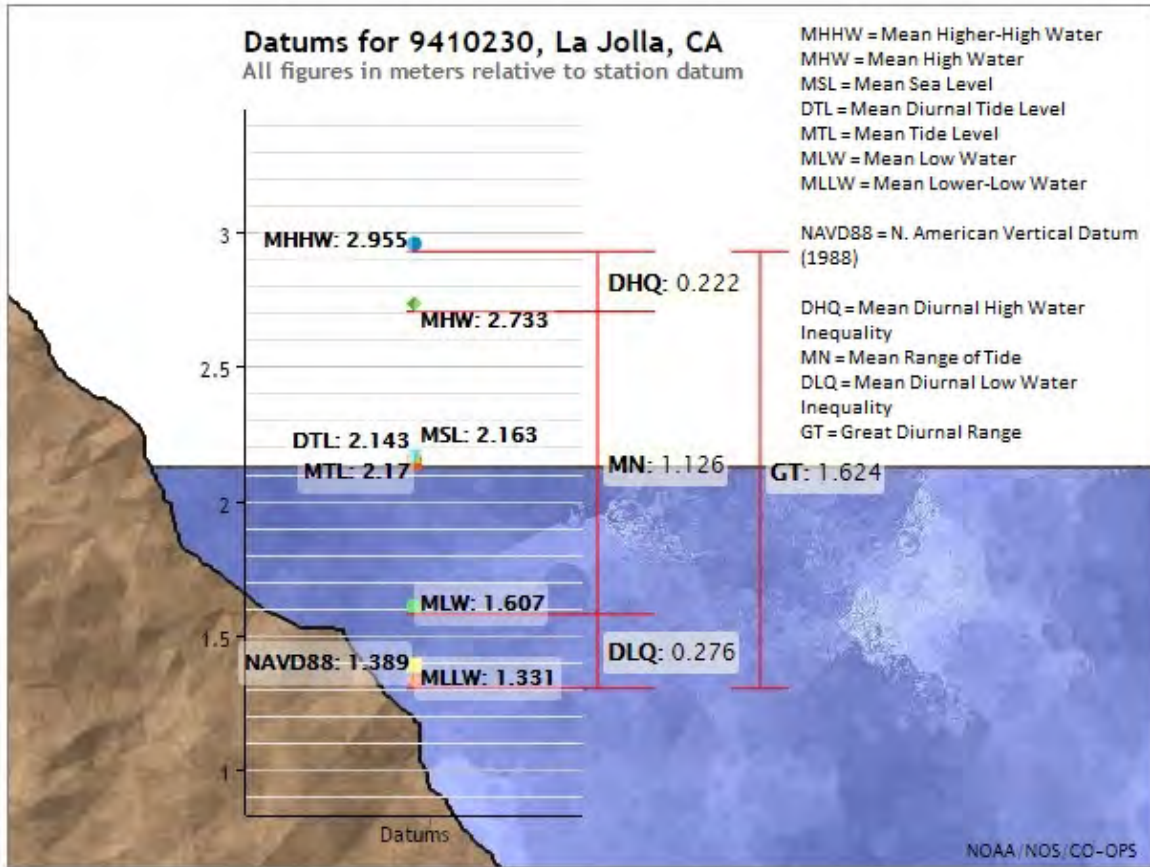 Datums for 9410230, La Jolla, CA
All figures in meters relative to station datum
MHHW = Mean Higher-High Water
MHW = Mean High Water
MSL = Mean Sea Level
DTL = Mean Diurnal Tide Level
MTL = Mean Tide Level
MLW = Mean Low Water
MLLW = Mean Lower-Low Water
NAVD88 = N. American Vertical Datum
(1988)
DHQ = Mean Diurnal High Water
Inequality
MN = Mean Range of Tide
DLQ = Mean Diurnal Low Water
Inequality
GT = Great Diurnal Range
3
MHHW: 2.955
DHQ: 0.222
MHW: 2.733
2.5
DTL: 2.143
MSL: 2.163
MTL: 2.17
MN: 1.126
GT: 1.624
2
MLW: 1.607
1.5
NAVD88: 1.389
DLQ: 0.276
MLLW: 1.331
1
Datums
NOAA/NOS/CO-OPS